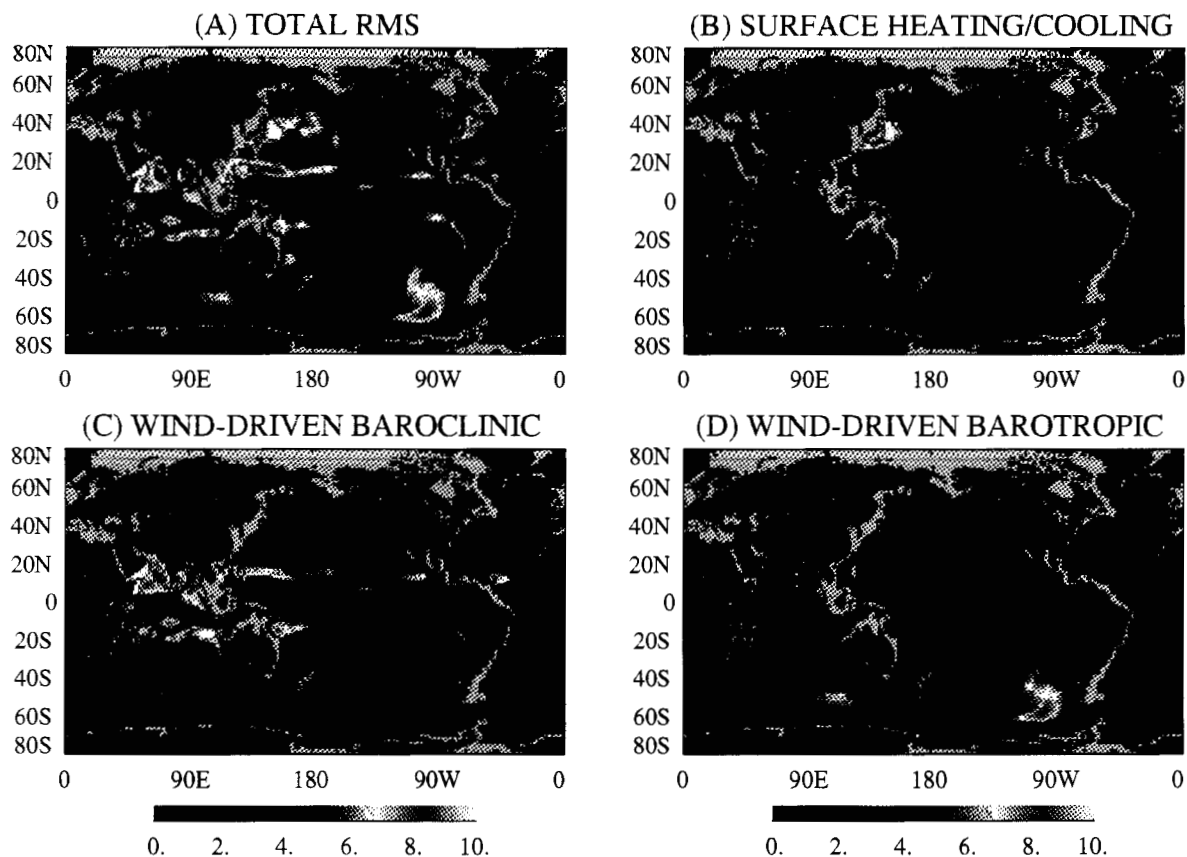 (A) TOTAL RMS
(B) SURFACE HEATING/COOLING
80N
60N
40N
20N
0
20S
40S
60S
80S
0 90E 180 90W 0
80N
60N
40N
20N
0
20S
40S
60S
80S
0 90E 180 90W 0
(C) WIND-DRIVEN BAROCLINIC
(D) WIND-DRIVEN BAROTROPIC
80N
60N
40N
20N
0
20S
40S
60S
80S
0 90E 180 90W 0
80N
60N
40N
20N
0
20S
40S
60S
80S
0 90E 180 90W 0
0. 2. 4. 6. 8. 10.
0. 2. 4. 6. 8. 10.